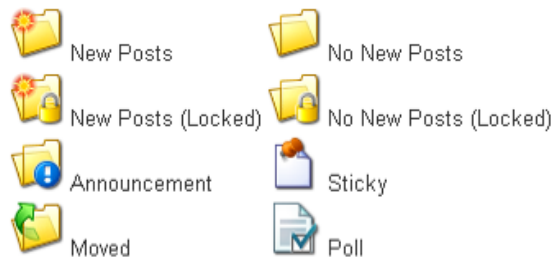 New Posts No New Posts
New Posts (Locked) No New Posts (Locked)
Announcement Sticky
Moved Poll